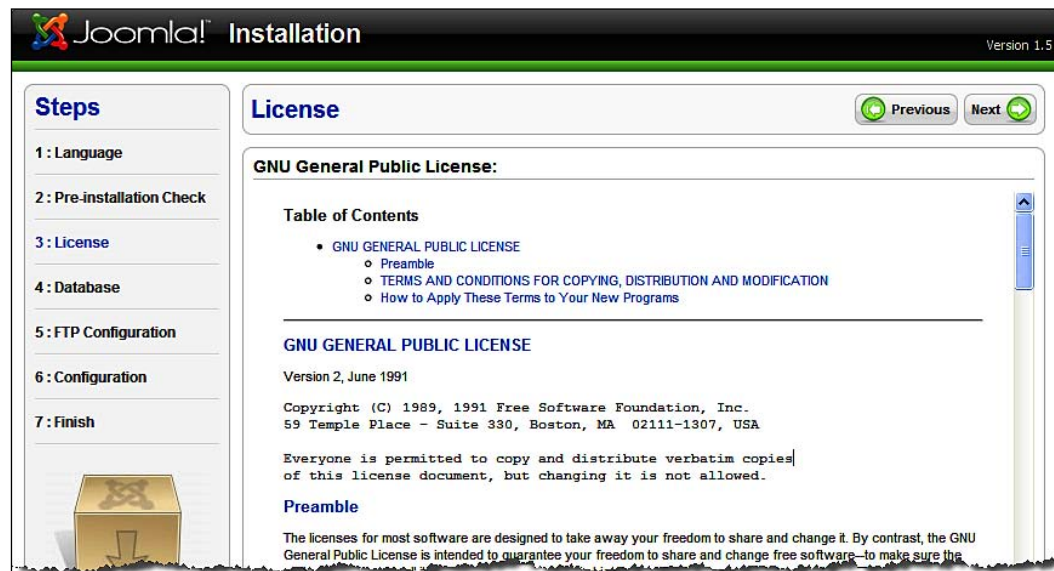 Joomla!™ Installation
Version 1.5
Steps
1 : Language
2 : Pre-installation Check
3 : License
4 : Database
5 : FTP Configuration
6 : Configuration
7 : Finish
License
Previous
Next
GNU General Public License:
Table of Contents
GNU GENERAL PUBLIC LICENSE
Preamble
TERMS AND CONDITIONS FOR COPYING, DISTRIBUTION AND MODIFICATION
How to Apply These Terms to Your New Programs
GNU GENERAL PUBLIC LICENSE
Version 2, June 1991
Copyright (C) 1989, 1991 Free Software Foundation, Inc.
59 Temple Place - Suite 330, Boston, MA  02111-1307, USA
Everyone is permitted to copy and distribute verbatim copies
of this license document, but changing it is not allowed.
Preamble
The licenses for most software are designed to take away your freedom to share and change it. By contrast, the GNU
General Public License is intended to guarantee your freedom to share and change free software—to make sure the